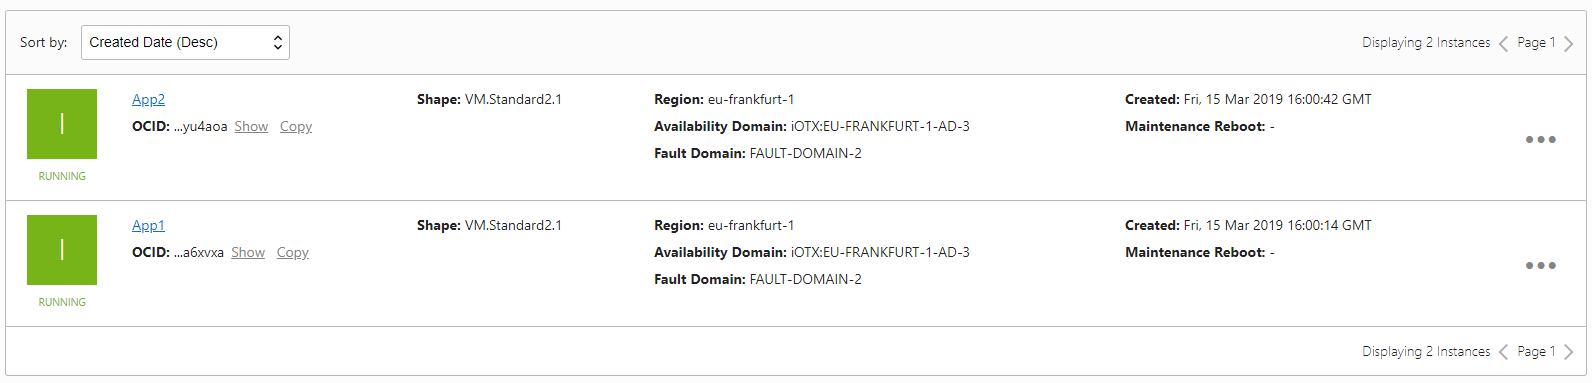 Sort by: Created Date (Desc) Displaying 2 Instances Page 1
I
RUNNING
App2
OCID: ...yu4aoa Show Copy
Shape: VM.Standard2.1
Region: eu-frankfurt-1
Availability Domain: iOTX:EU-FRANKFURT-1-AD-3
Fault Domain: FAULT-DOMAIN-2
Created: Fri, 15 Mar 2019 16:00:42 GMT
Maintenance Reboot: -
I
RUNNING
App1
OCID: ...a6xvxa Show Copy
Shape: VM.Standard2.1
Region: eu-frankfurt-1
Availability Domain: iOTX:EU-FRANKFURT-1-AD-3
Fault Domain: FAULT-DOMAIN-2
Created: Fri, 15 Mar 2019 16:00:14 GMT
Maintenance Reboot: -
Displaying 2 Instances Page 1